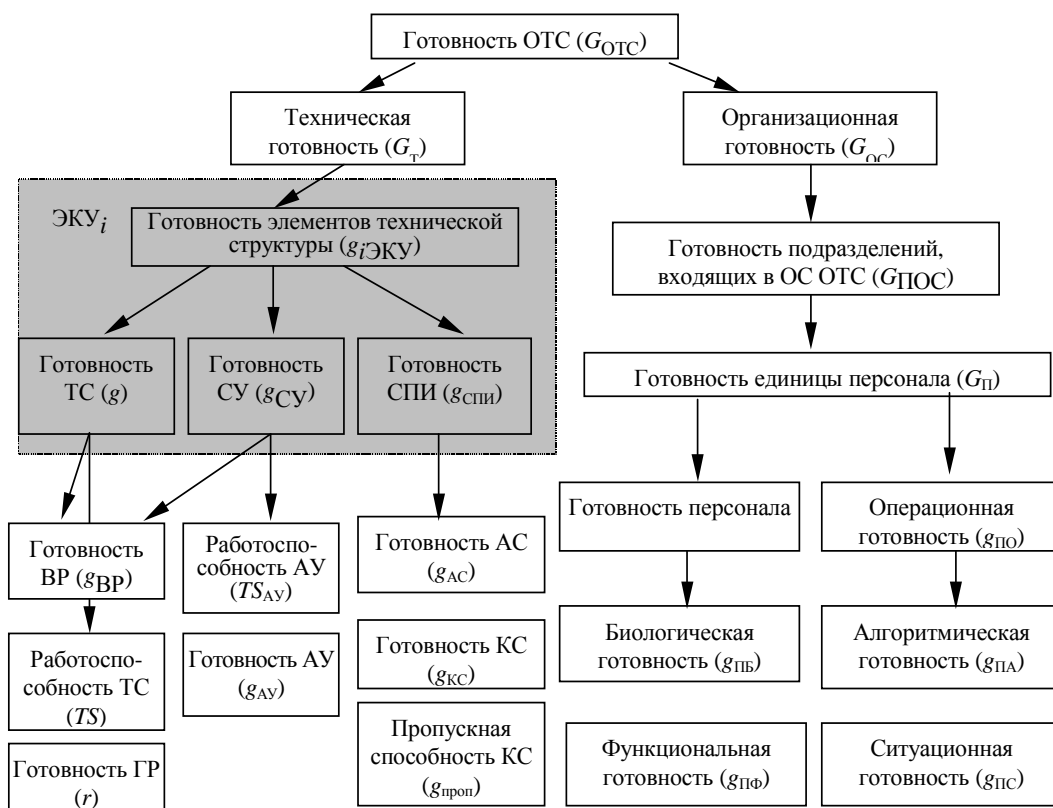 Готовность ОТС (GОТС)
Техническая
готовность (Gт)
Организационная
готовность (GОС)
ЭКУi
Готовность элементов технической
структуры (giЭКУ)
Готовность подразделений,
входящих в ОС ОТС (GПОС)
Готовность
ТС (g)
Готовность
СУ (gСУ)
Готовность
СПИ (gСПИ)
Готовность единицы персонала (GП)
Готовность
ВР (gВР)
Работоспо-
собность АУ
(TSАУ)
Готовность АС
(gАС)
Готовность персонала
Операционная
готовность (gПО)
Работоспо-
собность ТС
(TS)
Готовность АУ
(gАУ)
Готовность КС
(gКС)
Биологическая
готовность (gПБ)
Алгоритмическая
готовность (gПА)
Готовность ГР
(r)
Пропускная
способность КС
(gпроп)
Функциональная
готовность (gПФ)
Ситуационная
готовность (gПС)